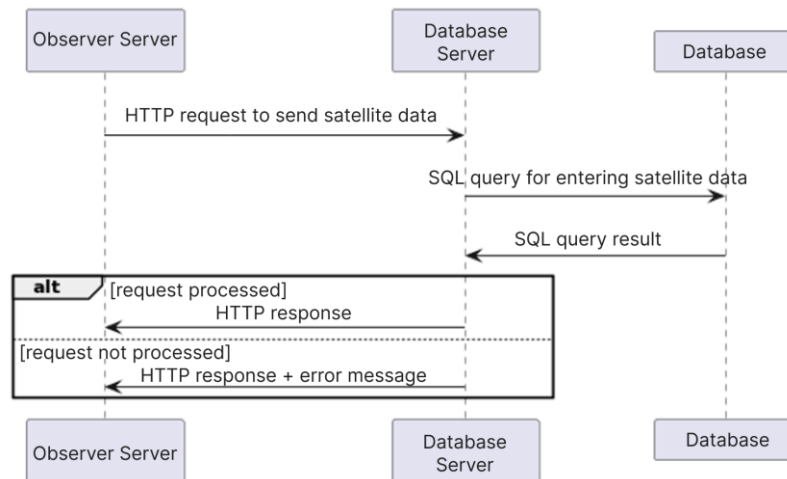 Observer Server
Database
Server
Database
HTTP request to send satellite data
SQL query for entering satellite data
SQL query result
alt
[request processed]
HTTP response
[request not processed]
HTTP response + error message
Observer Server
Database
Server
Database